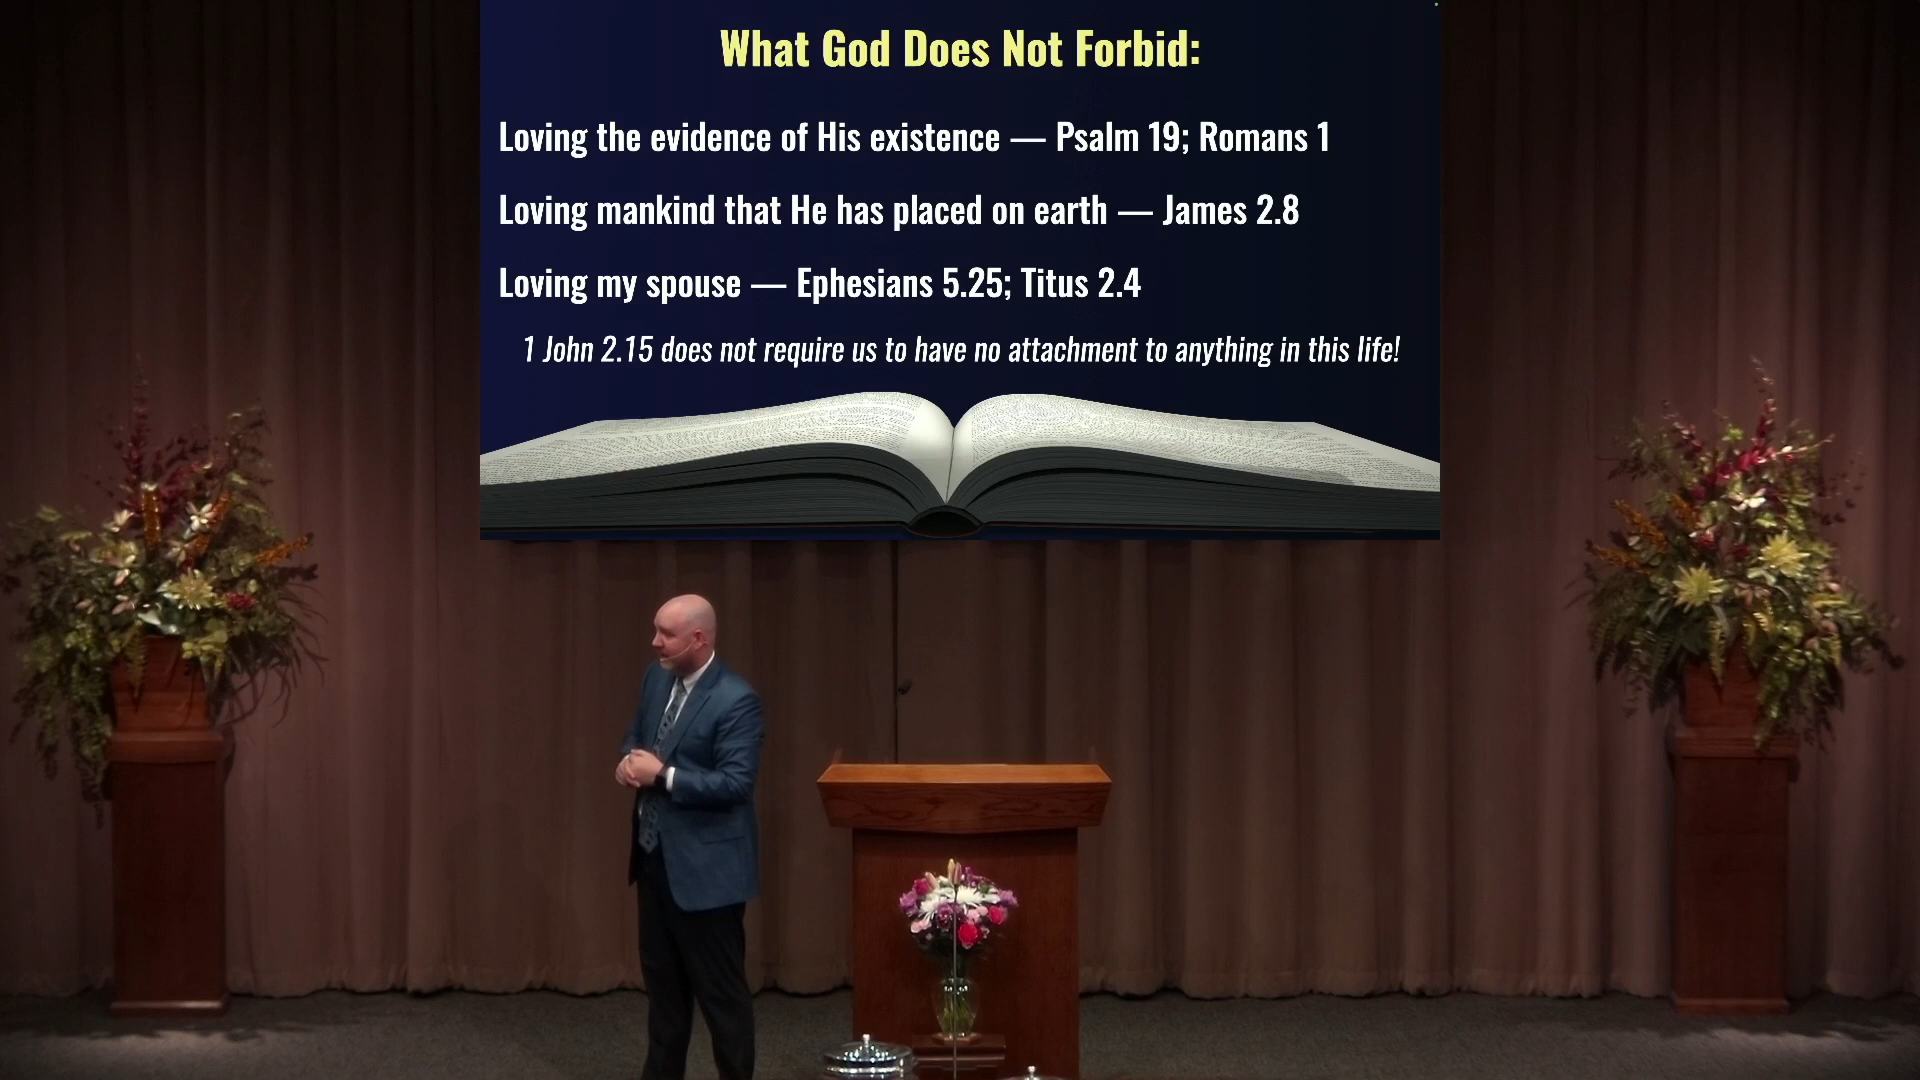 What God Does Not Forbid:
Loving the evidence of His existence — Psalm 19; Romans 1
Loving mankind that He has placed on earth — James 2.8
Loving my spouse — Ephesians 5.25; Titus 2.4
1 John 2.15 does not require us to have no attachment to anything in this life!